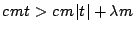 cmt > cm|t| + λm